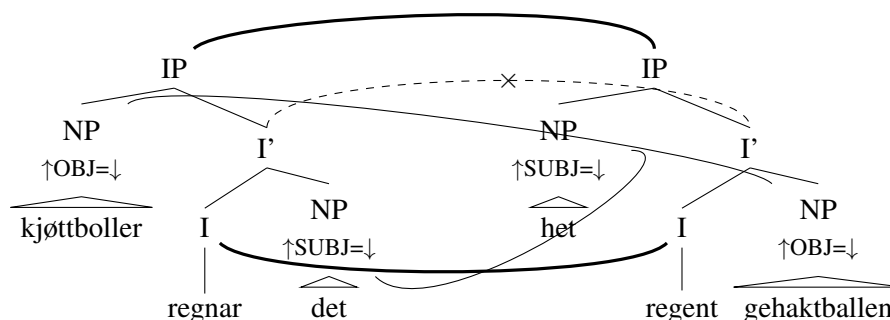 IP IP
×
NP NP
I' I'
↑OBJ=↓ ↑SUBJ=↓
NP NP
kjøttboller I het I
↑SUBJ=↓ ↑OBJ=↓
regnar det regent gehaktballen